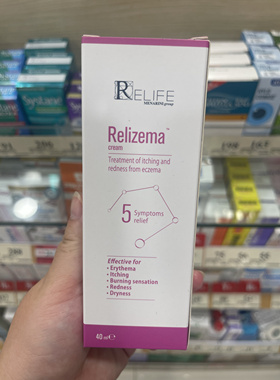 RELIFE
MENARINI group
Relizema™
cream
Treatment of itching and
redness from eczema
5 Symptoms
relief
Effective for
• Erythema
• Itching
• Burning sensation
• Redness
• Dryness
40 ml
Systane